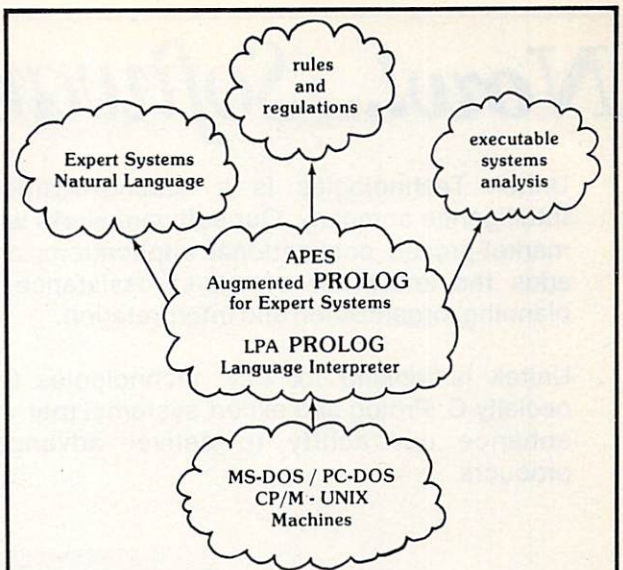 rules
and
regulations
Expert Systems
Natural Language
executable
systems
analysis
APES
Augmented PROLOG
for Expert Systems
LPA PROLOG
Language Interpreter
MS-DOS / PC-DOS
CP/M - UNIX
Machines